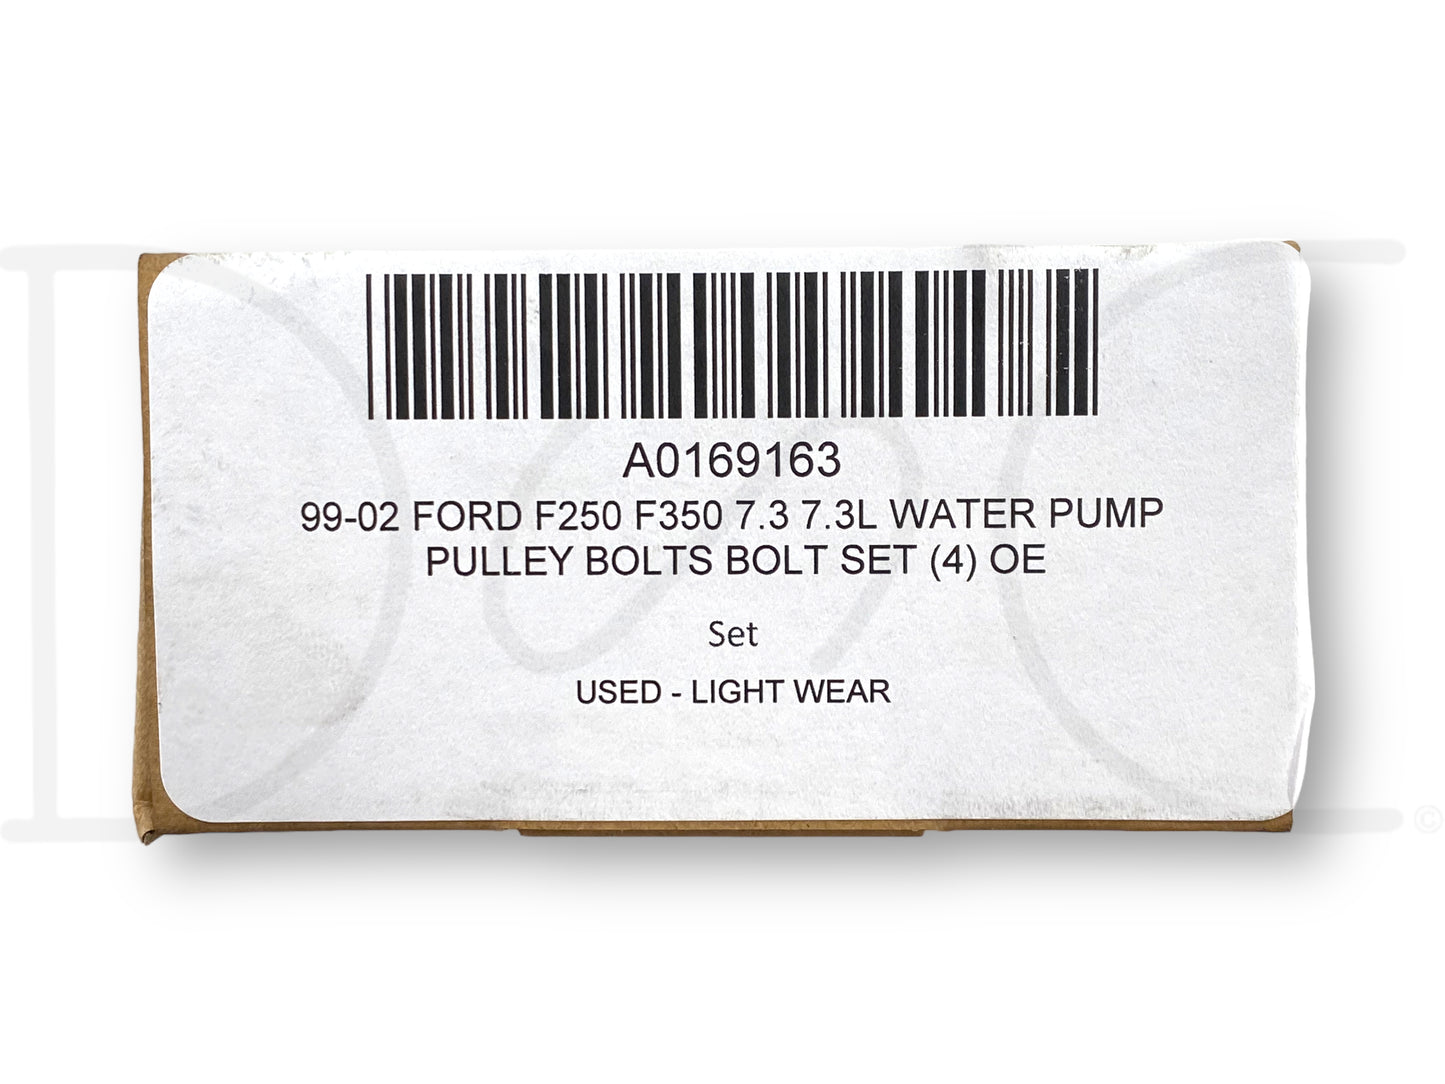 A0169163
99-02 FORD F250 F350 7.3 7.3L WATER PUMP
PULLEY BOLTS BOLT SET (4) OE
Set
USED - LIGHT WEAR
©